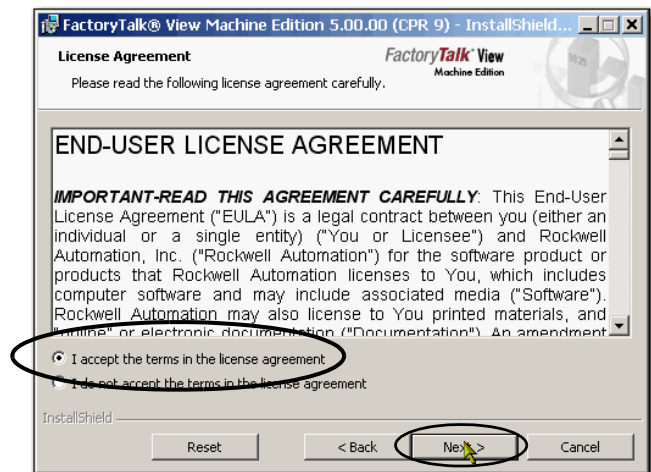 FactoryTalk® View Machine Edition 5.00.00 (CPR 9) - InstallShield...
License Agreement
FactoryTalk® View
Machine Edition
Please read the following license agreement carefully.
END-USER LICENSE AGREEMENT
IMPORTANT-READ THIS AGREEMENT CAREFULLY: This End-User
License Agreement ("EULA") is a legal contract between you (either an
individual or a single entity) ("You or Licensee") and Rockwell
Automation, Inc. ("Rockwell Automation") for the software product or
products that Rockwell Automation licenses to You, which includes
computer software and may include associated media ("Software").
Rockwell Automation may also license to You printed materials, and
"online" or electronic documentation ("Documentation"). An amendment
I accept the terms in the license agreement
I do not accept the terms in the license agreement
InstallShield
Reset
< Back
Next >
Cancel